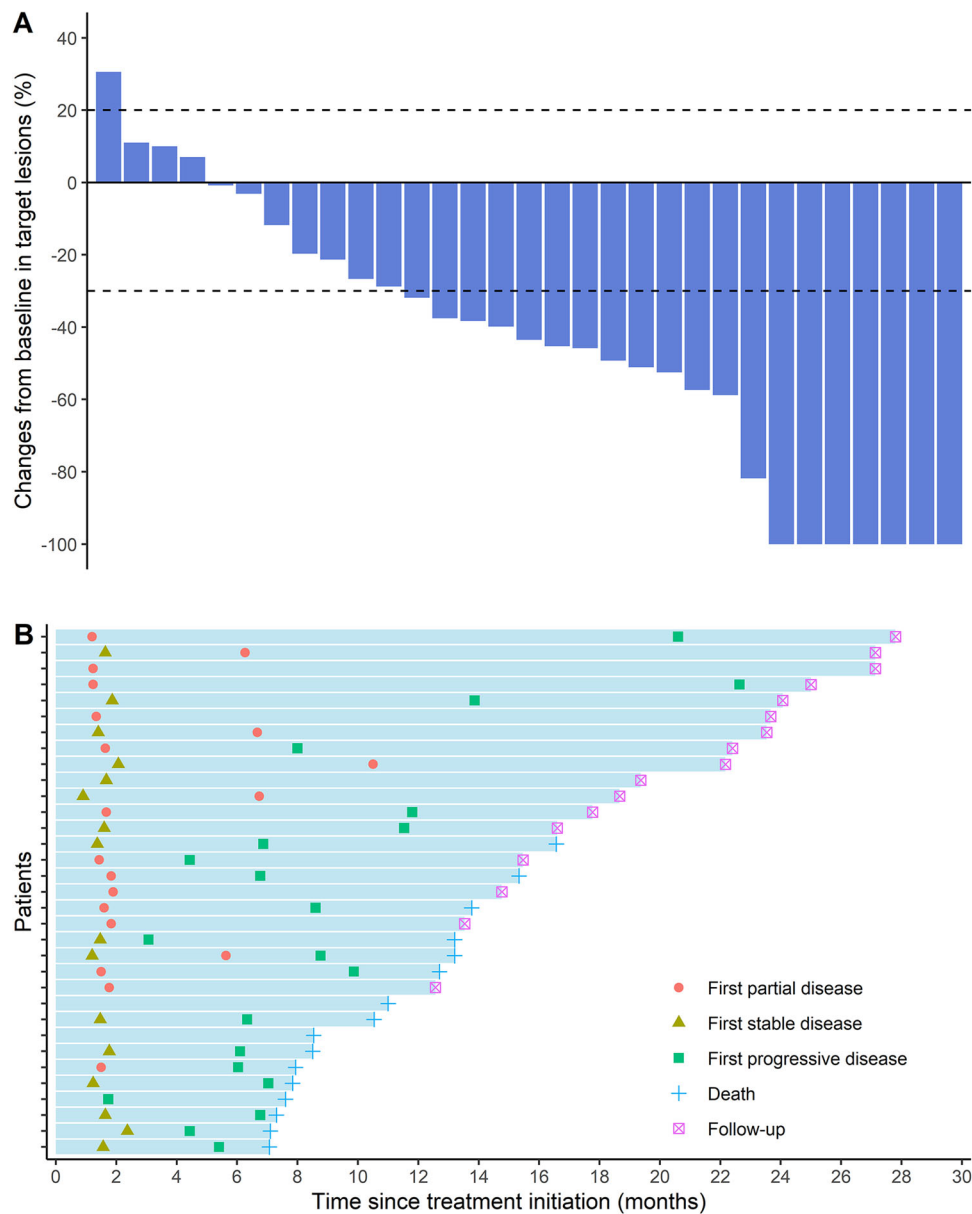 A
Changes from baseline in target lesions (%)
40
20
0
-20
-40
-60
-80
-100
B
Patients
First partial disease
First stable disease
First progressive disease
Death
Follow-up
0 2 4 6 8 10 12 14 16 18 20 22 24 26 28 30
Time since treatment initiation (months)